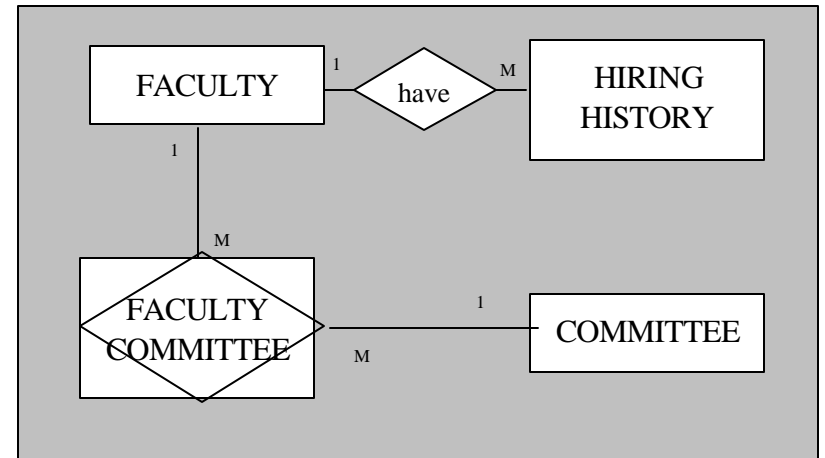 FACULTY
1
have
M
HIRING
HISTORY
1
M
FACULTY
COMMITTEE
M
1
COMMITTEE